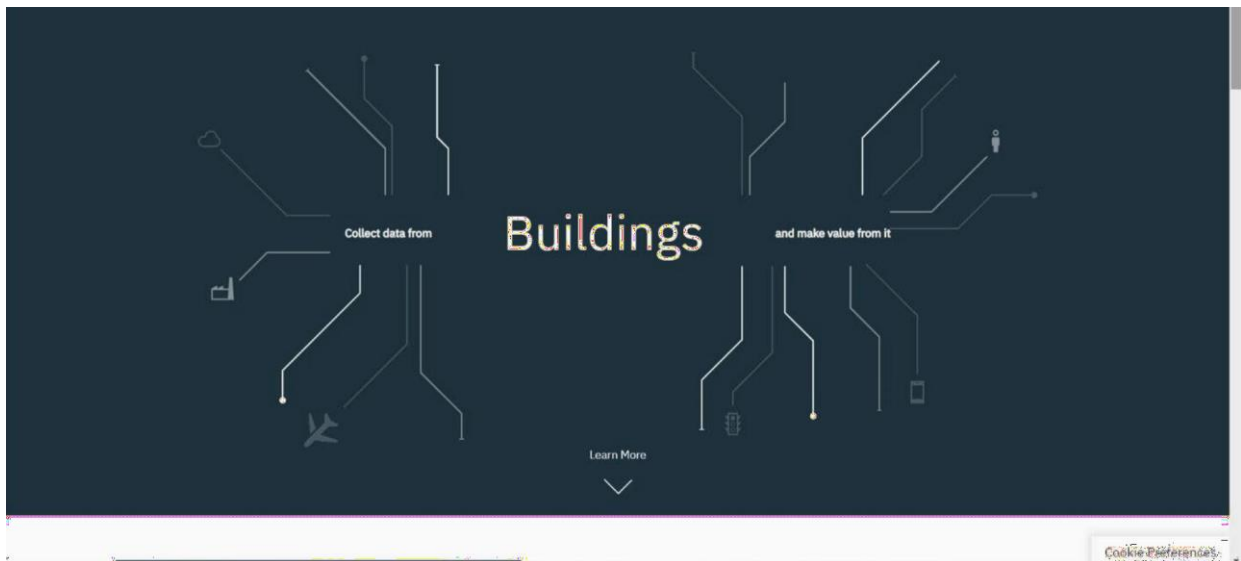 Collect data from
Buildings
and make value from it
Learn More
Cookie Preferences